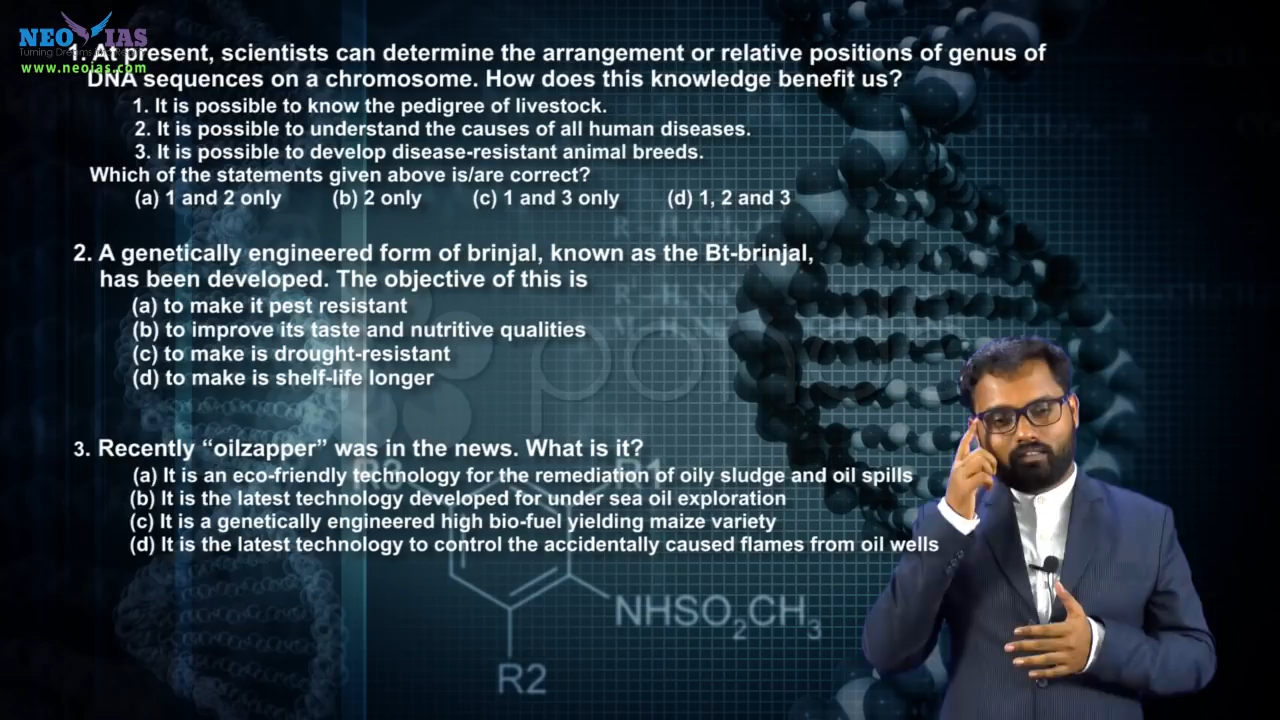 NEO IAS
Turning Dreams Into Reality
www.neoias.com
1. At present, scientists can determine the arrangement or relative positions of genus of
DNA sequences on a chromosome. How does this knowledge benefit us?
1. It is possible to know the pedigree of livestock.
2. It is possible to understand the causes of all human diseases.
3. It is possible to develop disease-resistant animal breeds.
Which of the statements given above is/are correct?
(a) 1 and 2 only (b) 2 only (c) 1 and 3 only (d) 1, 2 and 3
2. A genetically engineered form of brinjal, known as the Bt-brinjal,
has been developed. The objective of this is
(a) to make it pest resistant
(b) to improve its taste and nutritive qualities
(c) to make is drought-resistant
(d) to make is shelf-life longer
3. Recently “oilzapper” was in the news. What is it?
(a) It is an eco-friendly technology for the remediation of oily sludge and oil spills
(b) It is the latest technology developed for under sea oil exploration
(c) It is a genetically engineered high bio-fuel yielding maize variety
(d) It is the latest technology to control the accidentally caused flames from oil wells
NHSO2CH3
R2